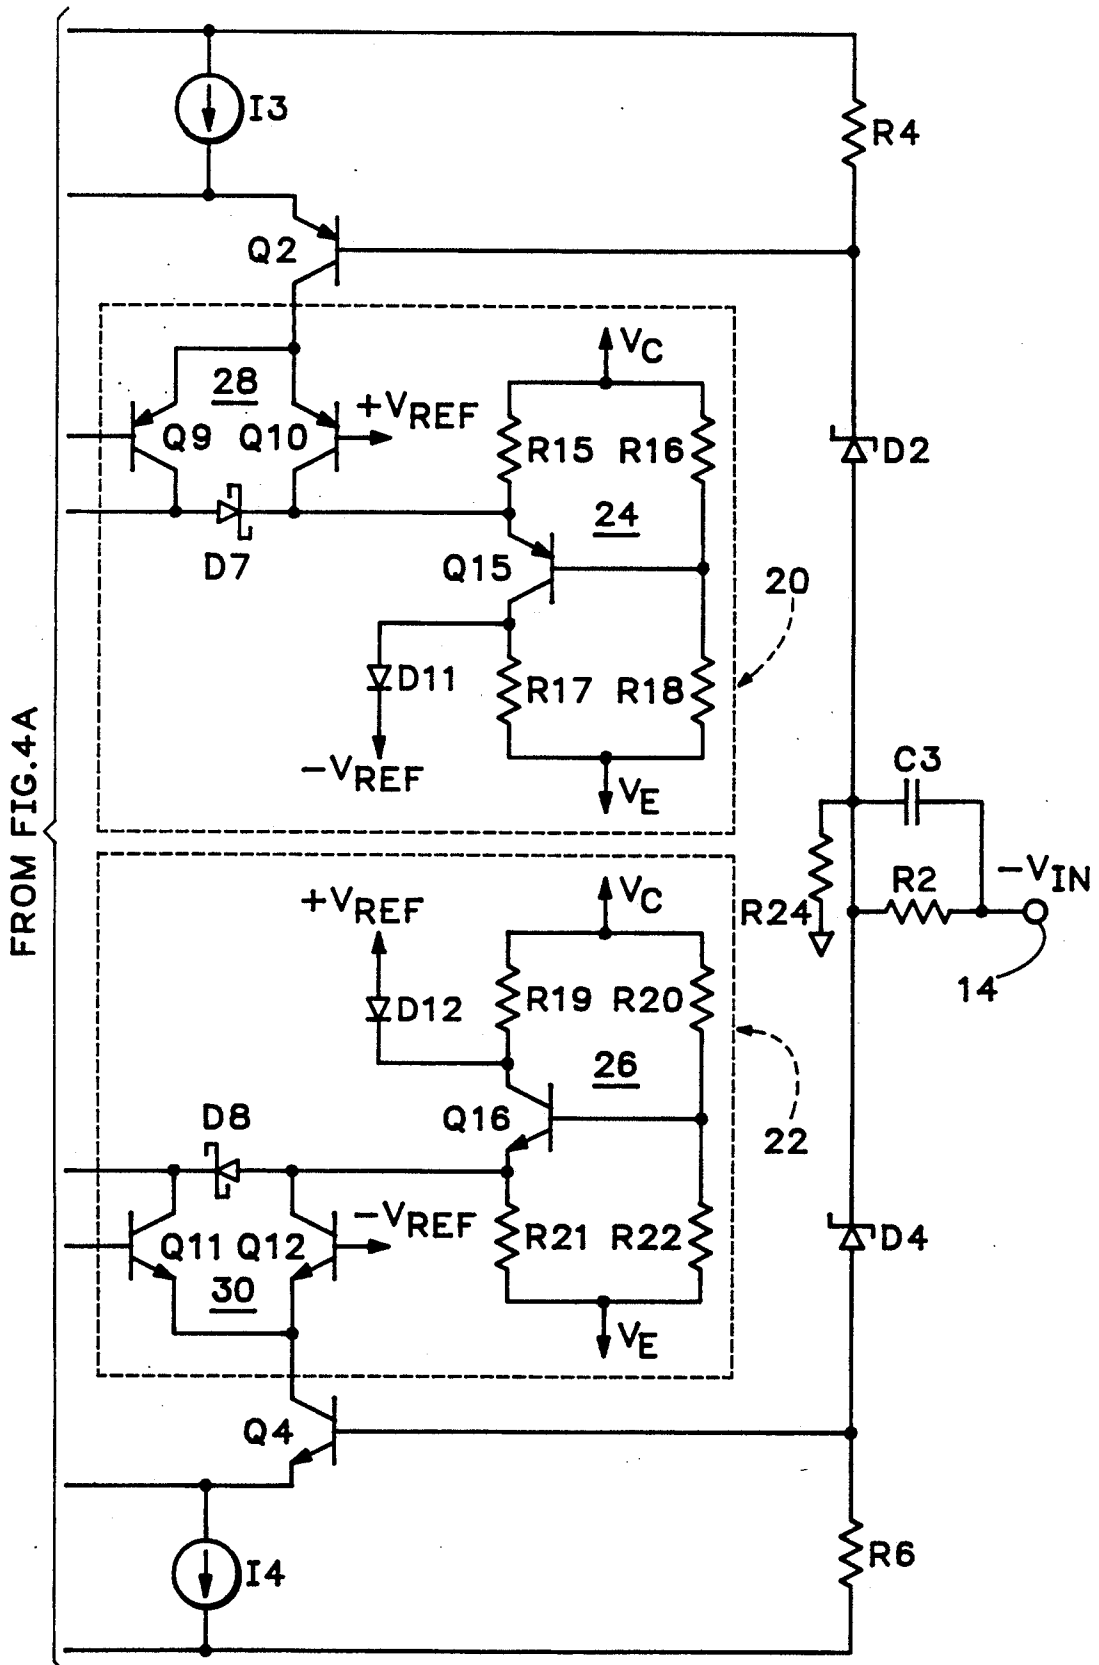 I3
R4
Q2
VC
28
+VREF
Q9 Q10
R15 R16
D2
24
D7
Q15
20
D11
R17 R18
-VREF
VE
C3
FROM FIG.4A
-VIN
R2
R24
+VREF
VC
14
D12
R19 R20
26
D8
Q16
22
-VREF
Q11 Q12
R21 R22
D4
30
VE
Q4
R6
I4